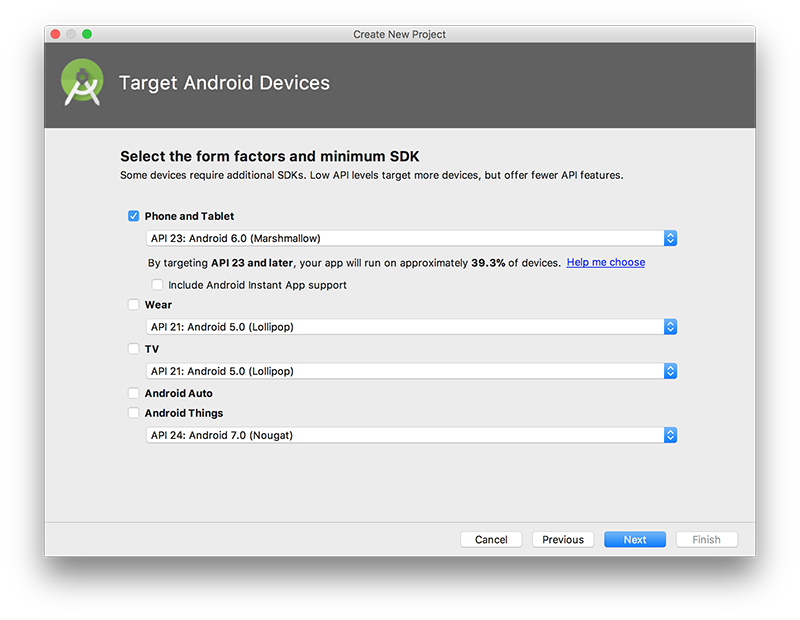 Create New Project
Target Android Devices
Select the form factors and minimum SDK
Some devices require additional SDKs. Low API levels target more devices, but offer fewer API features.
Phone and Tablet
API 23: Android 6.0 (Marshmallow)
By targeting API 23 and later, your app will run on approximately 39.3% of devices. Help me choose
Include Android Instant App support
Wear
API 21: Android 5.0 (Lollipop)
TV
API 21: Android 5.0 (Lollipop)
Android Auto
Android Things
API 24: Android 7.0 (Nougat)
Cancel Previous Next Finish